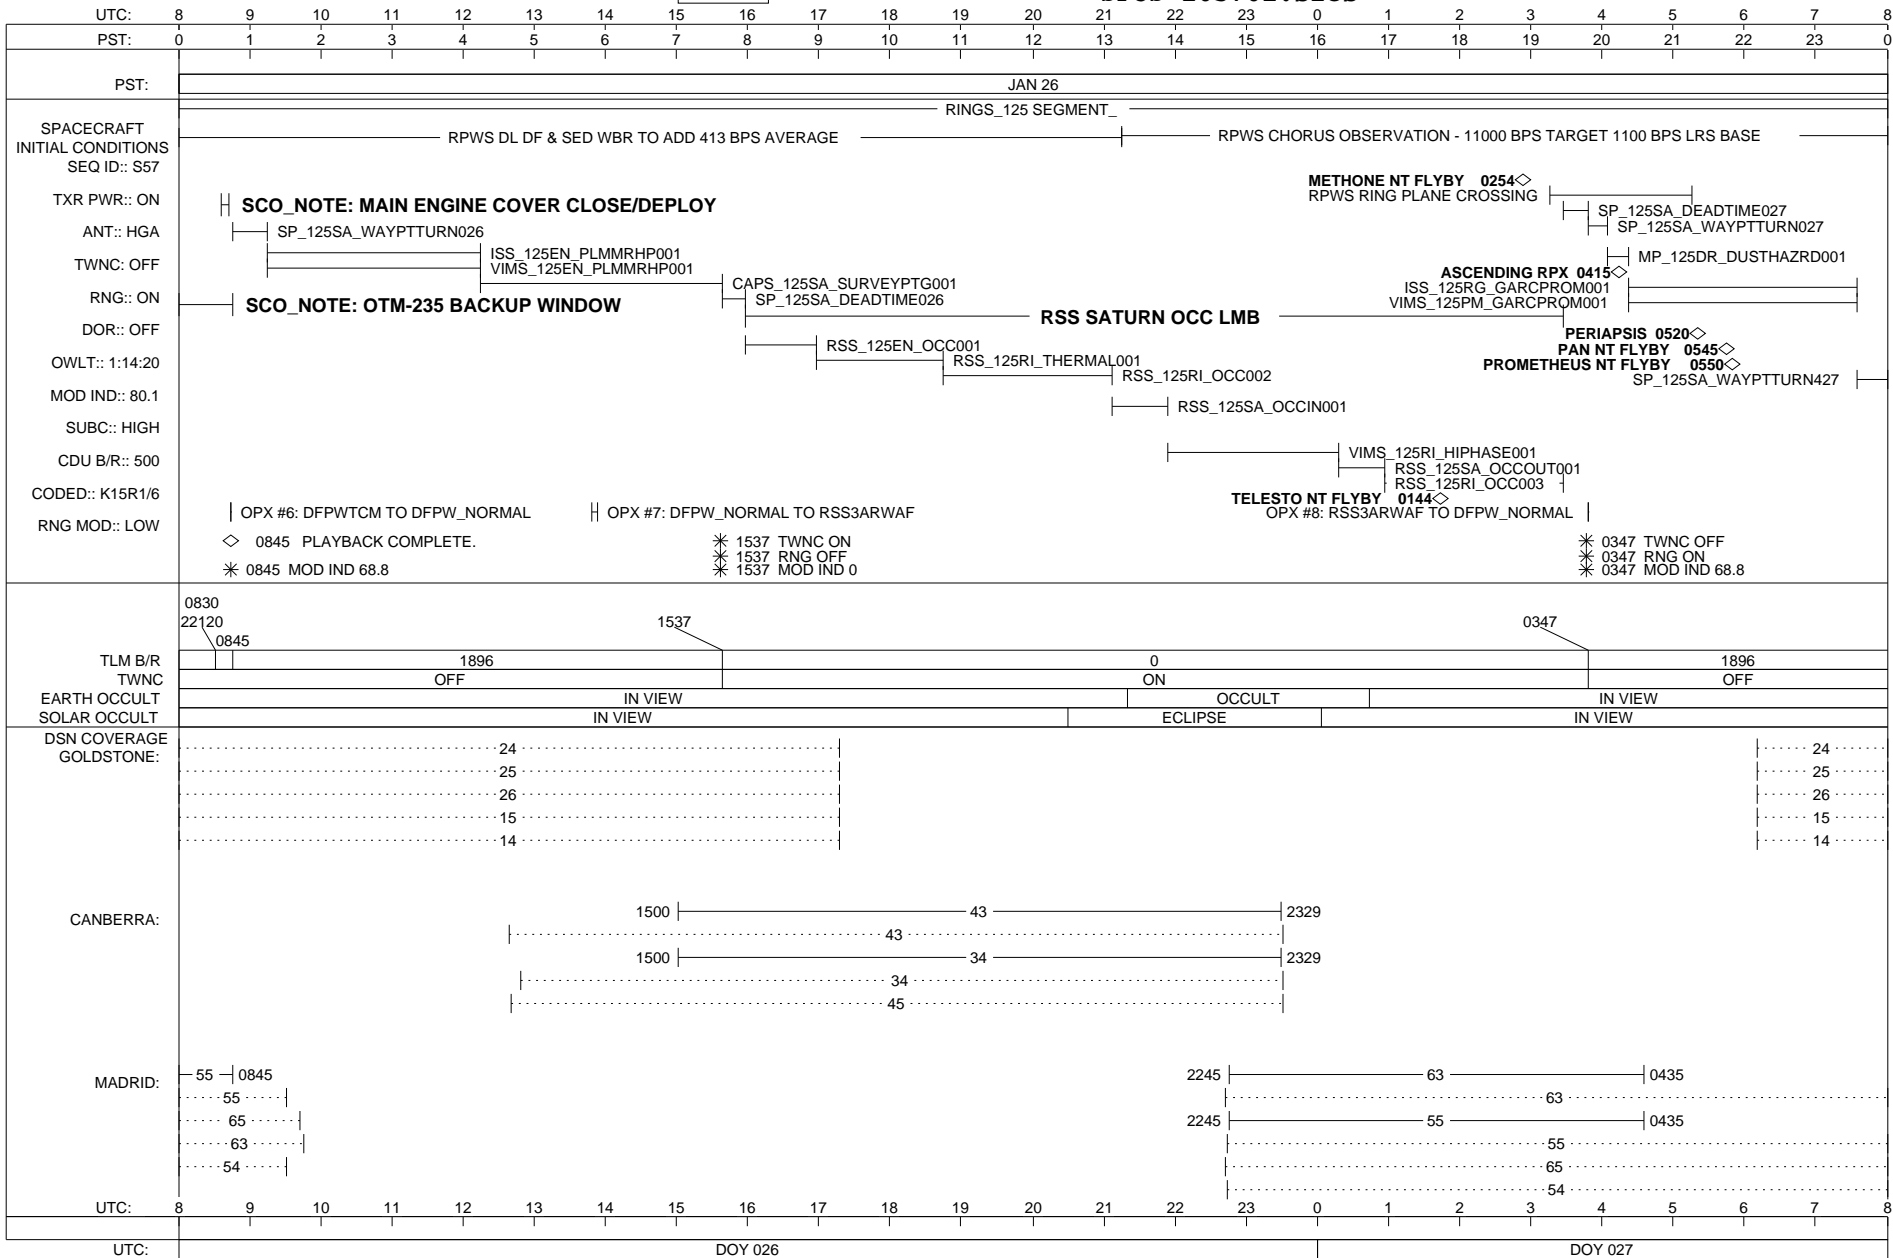 UTC: 8 9 10 11 12 13 14 15 16 17 18 19 20 21 22 23 0 1 2 3 4 5 6 7 8
PST: 0 1 2 3 4 5 6 7 8 9 10 11 12 13 14 15 16 17 18 19 20 21 22 23 0
PST: JAN 26
RINGS_125 SEGMENT_
SPACECRAFT
INITIAL CONDITIONS
RPWS DL DF & SED WBR TO ADD 413 BPS AVERAGE
RPWS CHORUS OBSERVATION - 11000 BPS TARGET 1100 BPS LRS BASE
SEQ ID:: S57
METHONE NT FLYBY 0254
TXR PWR:: ON
RPWS RING PLANE CROSSING
SCO_NOTE: MAIN ENGINE COVER CLOSE/DEPLOY
SP_125SA_DEADTIME027
ANT:: HGA
SP_125SA_WAYPTTURN026
SP_125SA_WAYPTTURN027
ISS_125EN_PLMMRHP001
MP_125DR_DUSTHAZRD001
TWNC: OFF
VIMS_125EN_PLMMRHP001
ASCENDING RPX 0415
CAPS_125SA_SURVEYPTG001
ISS_125RG_GARCPROM001
RNG:: ON
SP_125SA_DEADTIME026
VIMS_125PM_GARCPROM001
SCO_NOTE: OTM-235 BACKUP WINDOW
RSS SATURN OCC LMB
DOR:: OFF
PERIAPSIS 0520
RSS_125EN_OCC001
PAN NT FLYBY 0545
OWLT:: 1:14:20
RSS_125RI_THERMAL001
PROMETHEUS NT FLYBY 0550
RSS_125RI_OCC002
SP_125SA_WAYPTTURN427
MOD IND:: 80.1
RSS_125SA_OCCIN001
SUBC:: HIGH
VIMS_125RI_HIPHASE001
CDU B/R:: 500
RSS_125SA_OCCOUT001
RSS_125RI_OCC003
CODED:: K15R1/6
TELESTO NT FLYBY 0144
OPX #6: DFPWTCM TO DFPW_NORMAL
OPX #7: DFPW_NORMAL TO RSS3ARWAF
OPX #8: RSS3ARWAF TO DFPW_NORMAL
RNG MOD:: LOW
0845 PLAYBACK COMPLETE.
1537 TWNC ON
0347 TWNC OFF
1537 RNG OFF
0347 RNG ON
0845 MOD IND 68.8
1537 MOD IND 0
0347 MOD IND 68.8
0830
22120
1537
0347
0845
TLM B/R 1896 0 1896
TWNC OFF ON OFF
EARTH OCCULT IN VIEW OCCULT IN VIEW
SOLAR OCCULT IN VIEW ECLIPSE IN VIEW
DSN COVERAGE
GOLDSTONE:
24 24
25 25
26 26
15 15
14 14
CANBERRA:
1500 43 2329
43
1500 34 2329
34
45
MADRID:
55 0845 2245 63 0435
55 63
65 2245 55 0435
63 55
54 65
54
UTC: 8 9 10 11 12 13 14 15 16 17 18 19 20 21 22 23 0 1 2 3 4 5 6 7 8
UTC: DOY 026 DOY 027